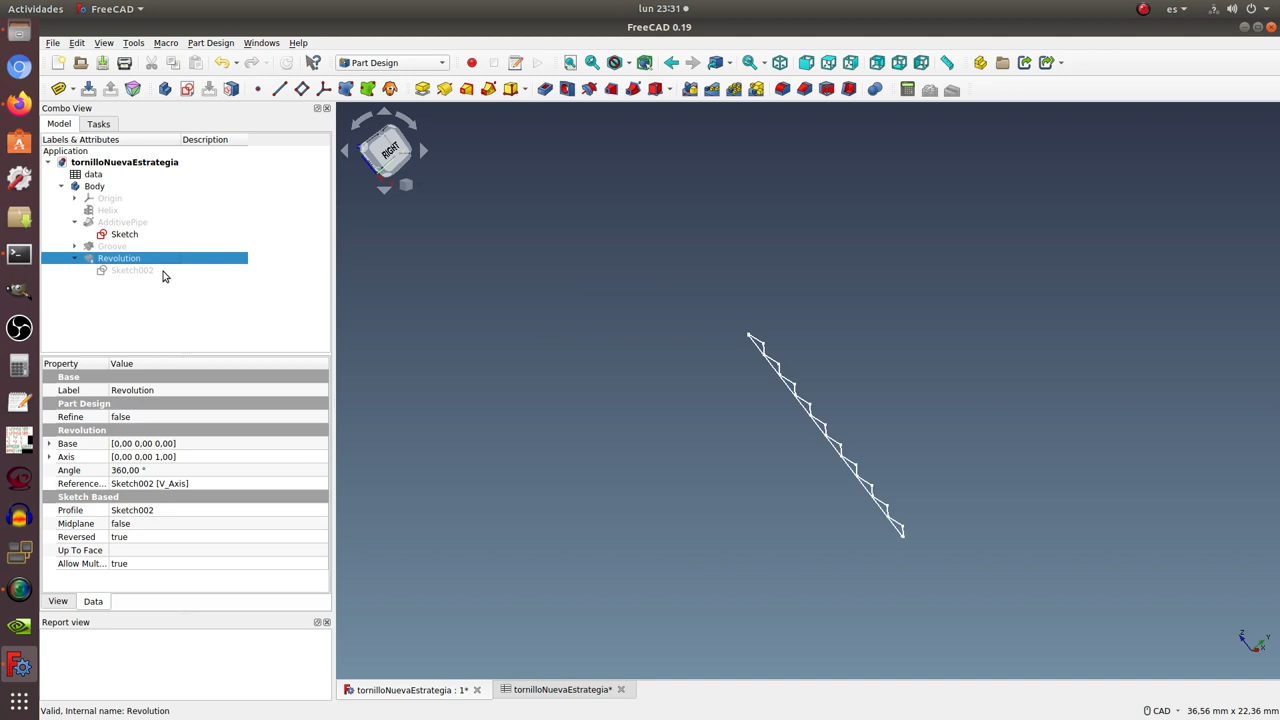 Actividades FreeCAD lun 23:31 es
FreeCAD 0.19
File Edit View Tools Macro Part Design Windows Help
Part Design
Combo View
Model Tasks
Labels & Attributes Description
Application
tornilloNuevaEstrategia
data
Body
Origin
Helix
AdditivePipe
Sketch
Groove
Revolution
Sketch002
RIGHT
Property Value
Base
Label Revolution
Part Design
Refine false
Revolution
Base [0,00 0,00 0,00]
Axis [0,00 0,00 1,00]
Angle 360,00 °
Reference... Sketch002 [V_Axis]
Sketch Based
Profile Sketch002
Midplane false
Reversed true
Up To Face
Allow Mult... true
View Data
Report view
Z Y X
tornilloNuevaEstrategia : 1* tornilloNuevaEstrategia*
Valid, Internal name: Revolution CAD 36,56 mm x 22,36 mm